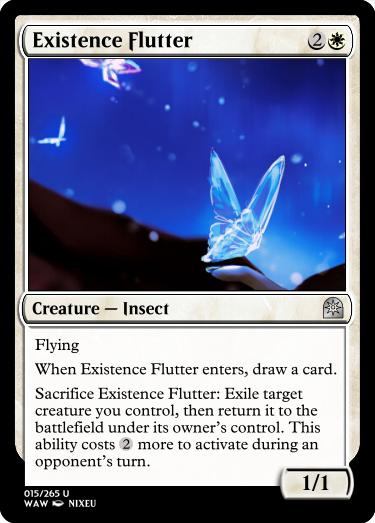 Existence Flutter 2
Creature — Insect
Flying
When Existence Flutter enters, draw a card.
Sacrifice Existence Flutter: Exile target
creature you control, then return it to the
battlefield under its owner's control. This
ability costs 2 more to activate during an
opponent's turn.
1/1
015/265 U
WAW NIXEU